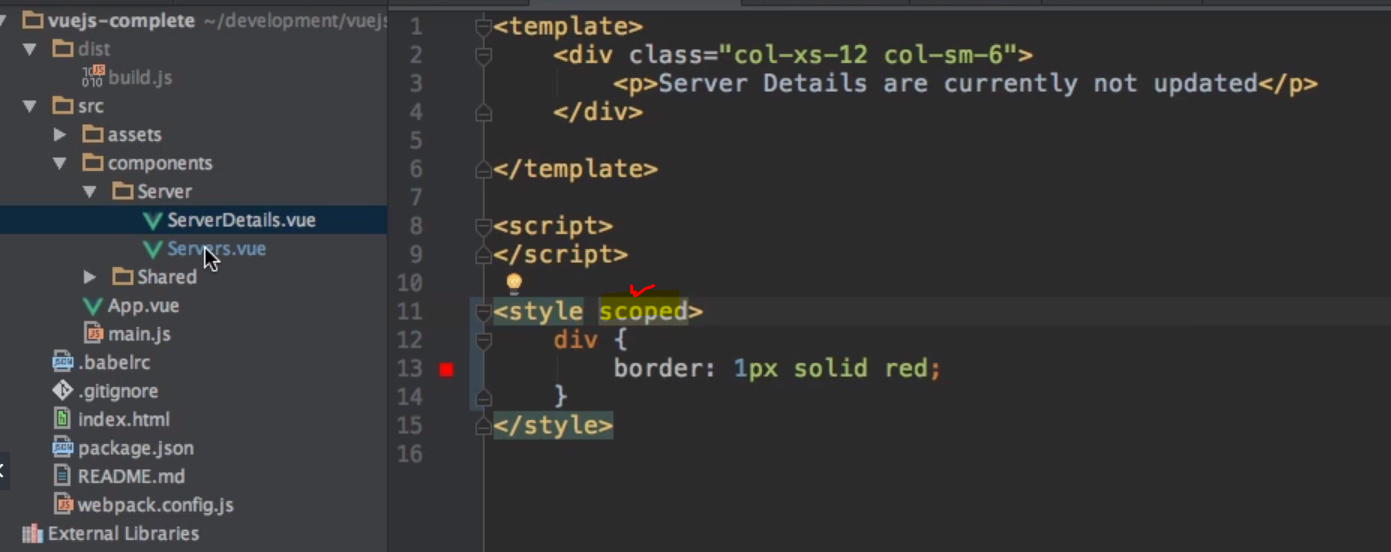 vuejs-complete ~/development/vuejs
dist
build.js
src
assets
components
Server
ServerDetails.vue
Servers.vue
Shared
App.vue
main.js
.babelrc
.gitignore
index.html
package.json
README.md
webpack.config.js
External Libraries
1 <template>
2 <div class="col-xs-12 col-sm-6">
3 <p>Server Details are currently not updated</p>
4 </div>
5
6 </template>
7
8 <script>
9 </script>
10
11 <style scoped>
12 div {
13 border: 1px solid red;
14 }
15 </style>
16